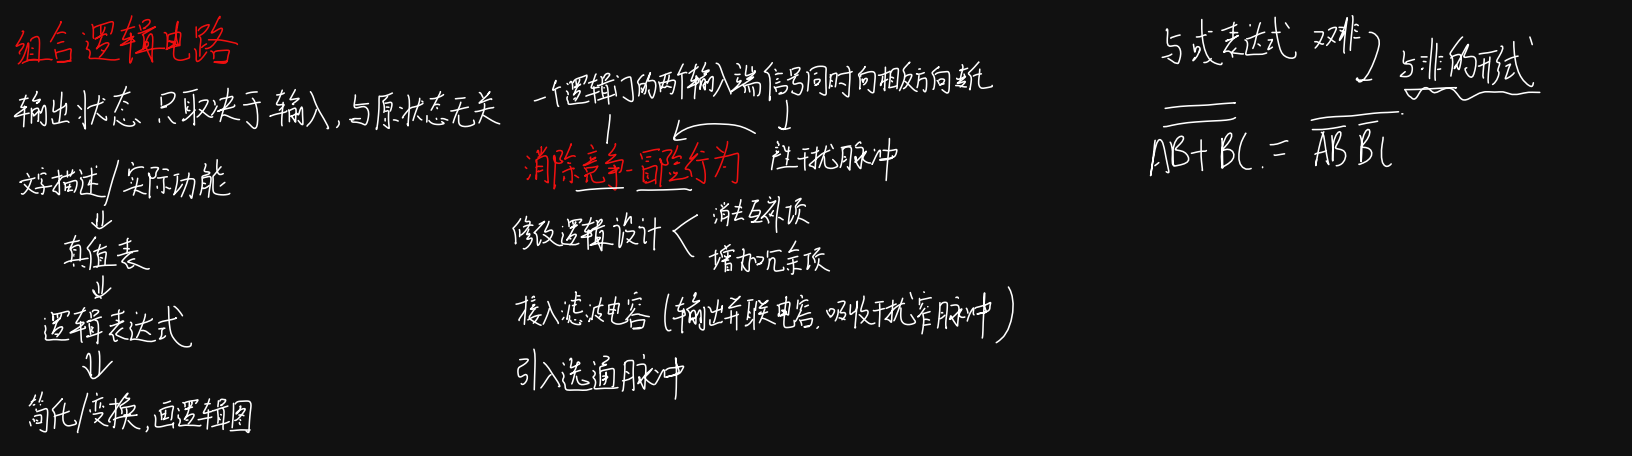 组合逻辑电路
输出状态只取决于输入,与原状态无关
文字描述/实际功能
⇓
真值表
⇓
逻辑表达式
⇓
简化/变换,画逻辑图
一个逻辑门的两个输入端信号同时向相反方向变化
消除竞争-冒险行为
产生干扰脉冲
修改逻辑设计 <
消去互补项
增加冗余项
接入滤波电容(输出并联电容,吸收干扰窄脉冲)
引入选通脉冲
与或表达式 双非
与非的形式
$\overline{\overline{AB+BC}} = \overline{\overline{AB}\,\overline{BC}}$